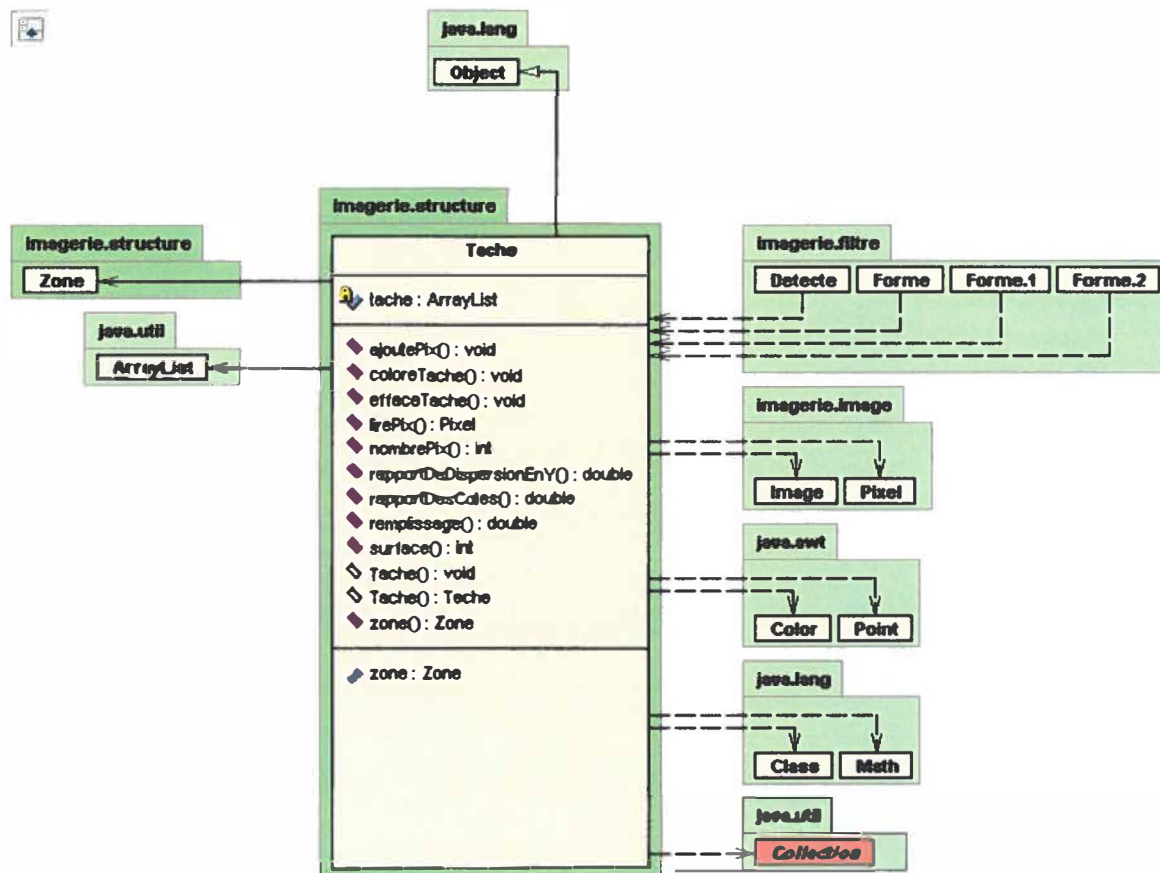 java.lang
Object
imagerie.structure
Tache
tache : ArrayList
ajoutePix() : void
coloreTache() : void
effaceTache() : void
lirePix() : Pixel
nombrePix() : int
rapportDeDispersionEnY() : double
rapportDesCotes() : double
remplissage() : double
surface() : int
Tache() : void
Tache() : Tache
zone() : Zone
zone : Zone
imagerie.structure
Zone
java.util
ArrayList
imagerie.filtre
Detecte Forme Forme.1 Forme.2
imagerie.image
Image Pixel
java.awt
Color Point
java.lang
Class Math
java.util
Collection